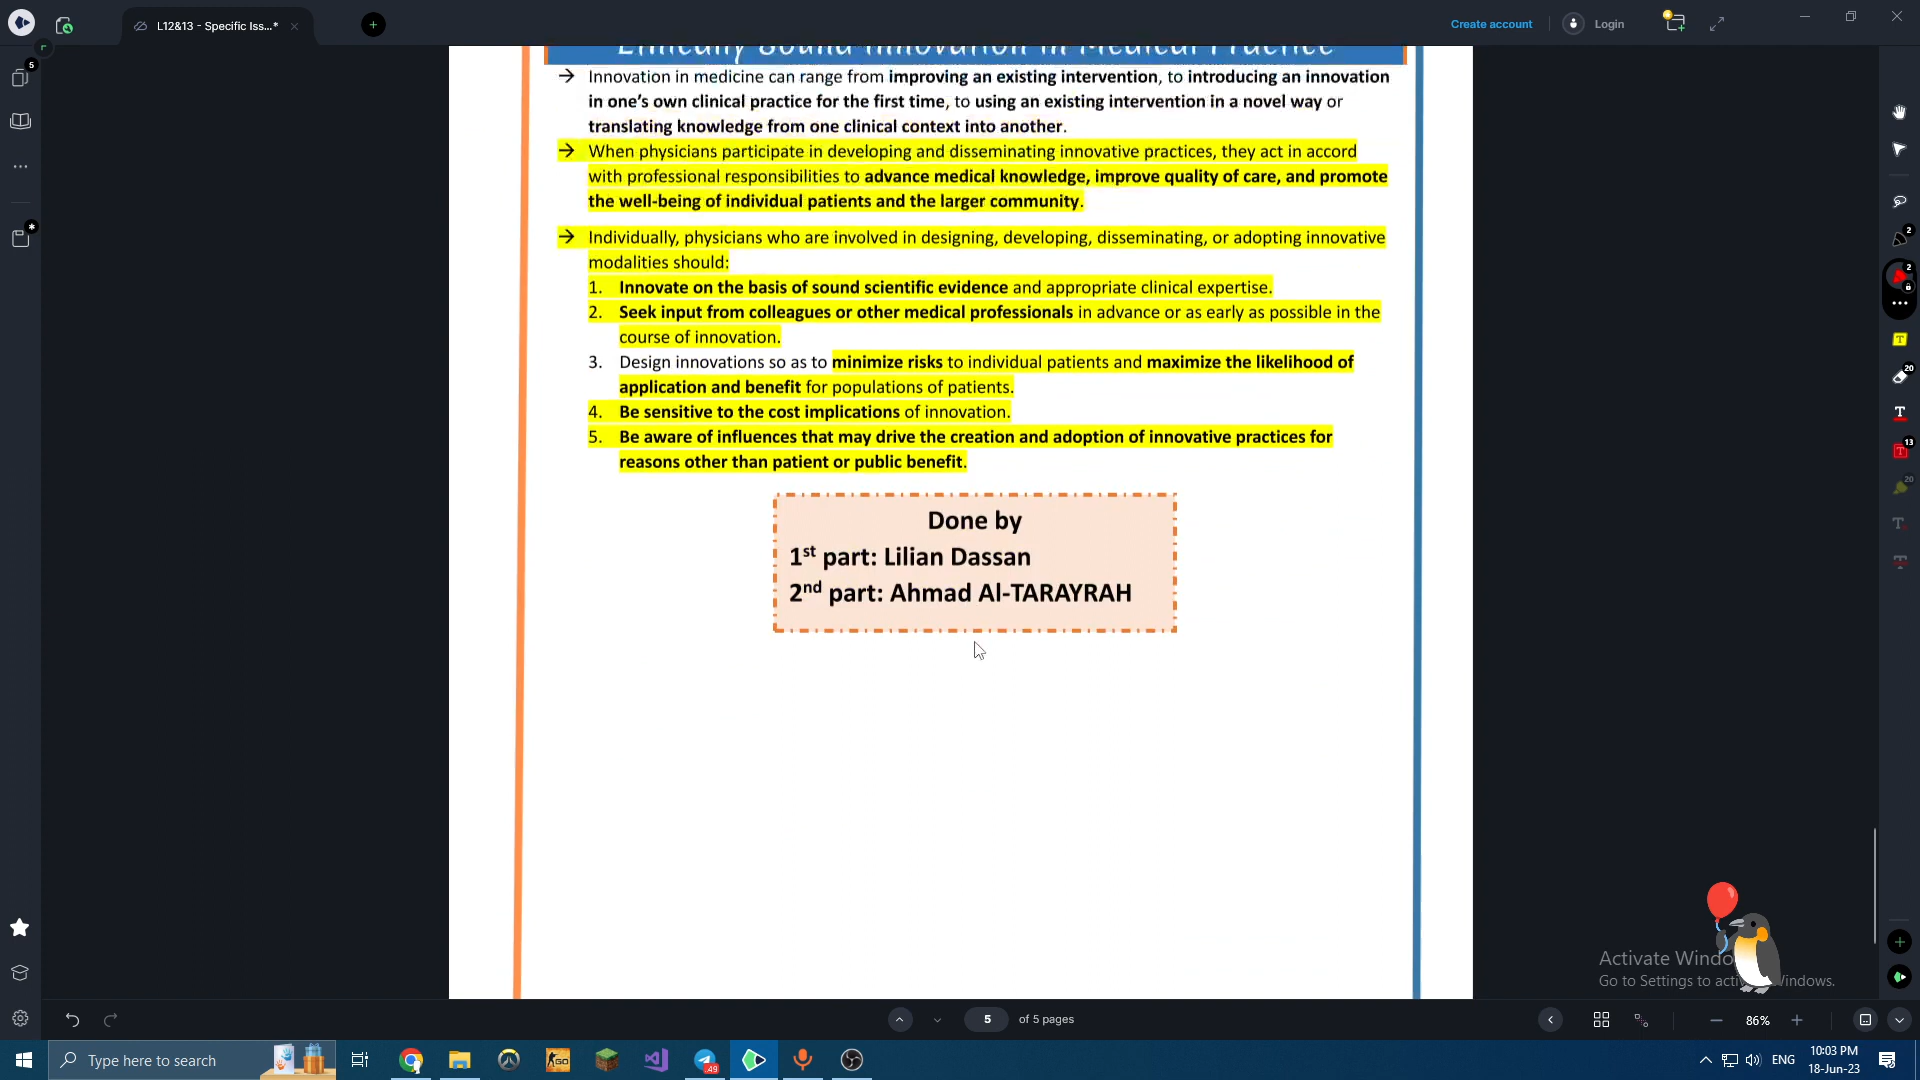 L12&13 - Specific Iss...*
Create account
Login
Ethically Sound Innovation in Medical Practice
→ Innovation in medicine can range from improving an existing intervention, to introducing an innovation
in one's own clinical practice for the first time, to using an existing intervention in a novel way or
translating knowledge from one clinical context into another.
→ When physicians participate in developing and disseminating innovative practices, they act in accord
with professional responsibilities to advance medical knowledge, improve quality of care, and promote
the well-being of individual patients and the larger community.
→ Individually, physicians who are involved in designing, developing, disseminating, or adopting innovative
modalities should:
1. Innovate on the basis of sound scientific evidence and appropriate clinical expertise.
2. Seek input from colleagues or other medical professionals in advance or as early as possible in the
course of innovation.
3. Design innovations so as to minimize risks to individual patients and maximize the likelihood of
application and benefit for populations of patients.
4. Be sensitive to the cost implications of innovation.
5. Be aware of influences that may drive the creation and adoption of innovative practices for
reasons other than patient or public benefit.
Done by
1st part: Lilian Dassan
2nd part: Ahmad Al-TARAYRAH
5
2
2
20
13
20
Activate Windo
Go to Settings to acti Windows.
5 of 5 pages
86%
Type here to search
GO
49
ENG
10:03 PM
18-Jun-23